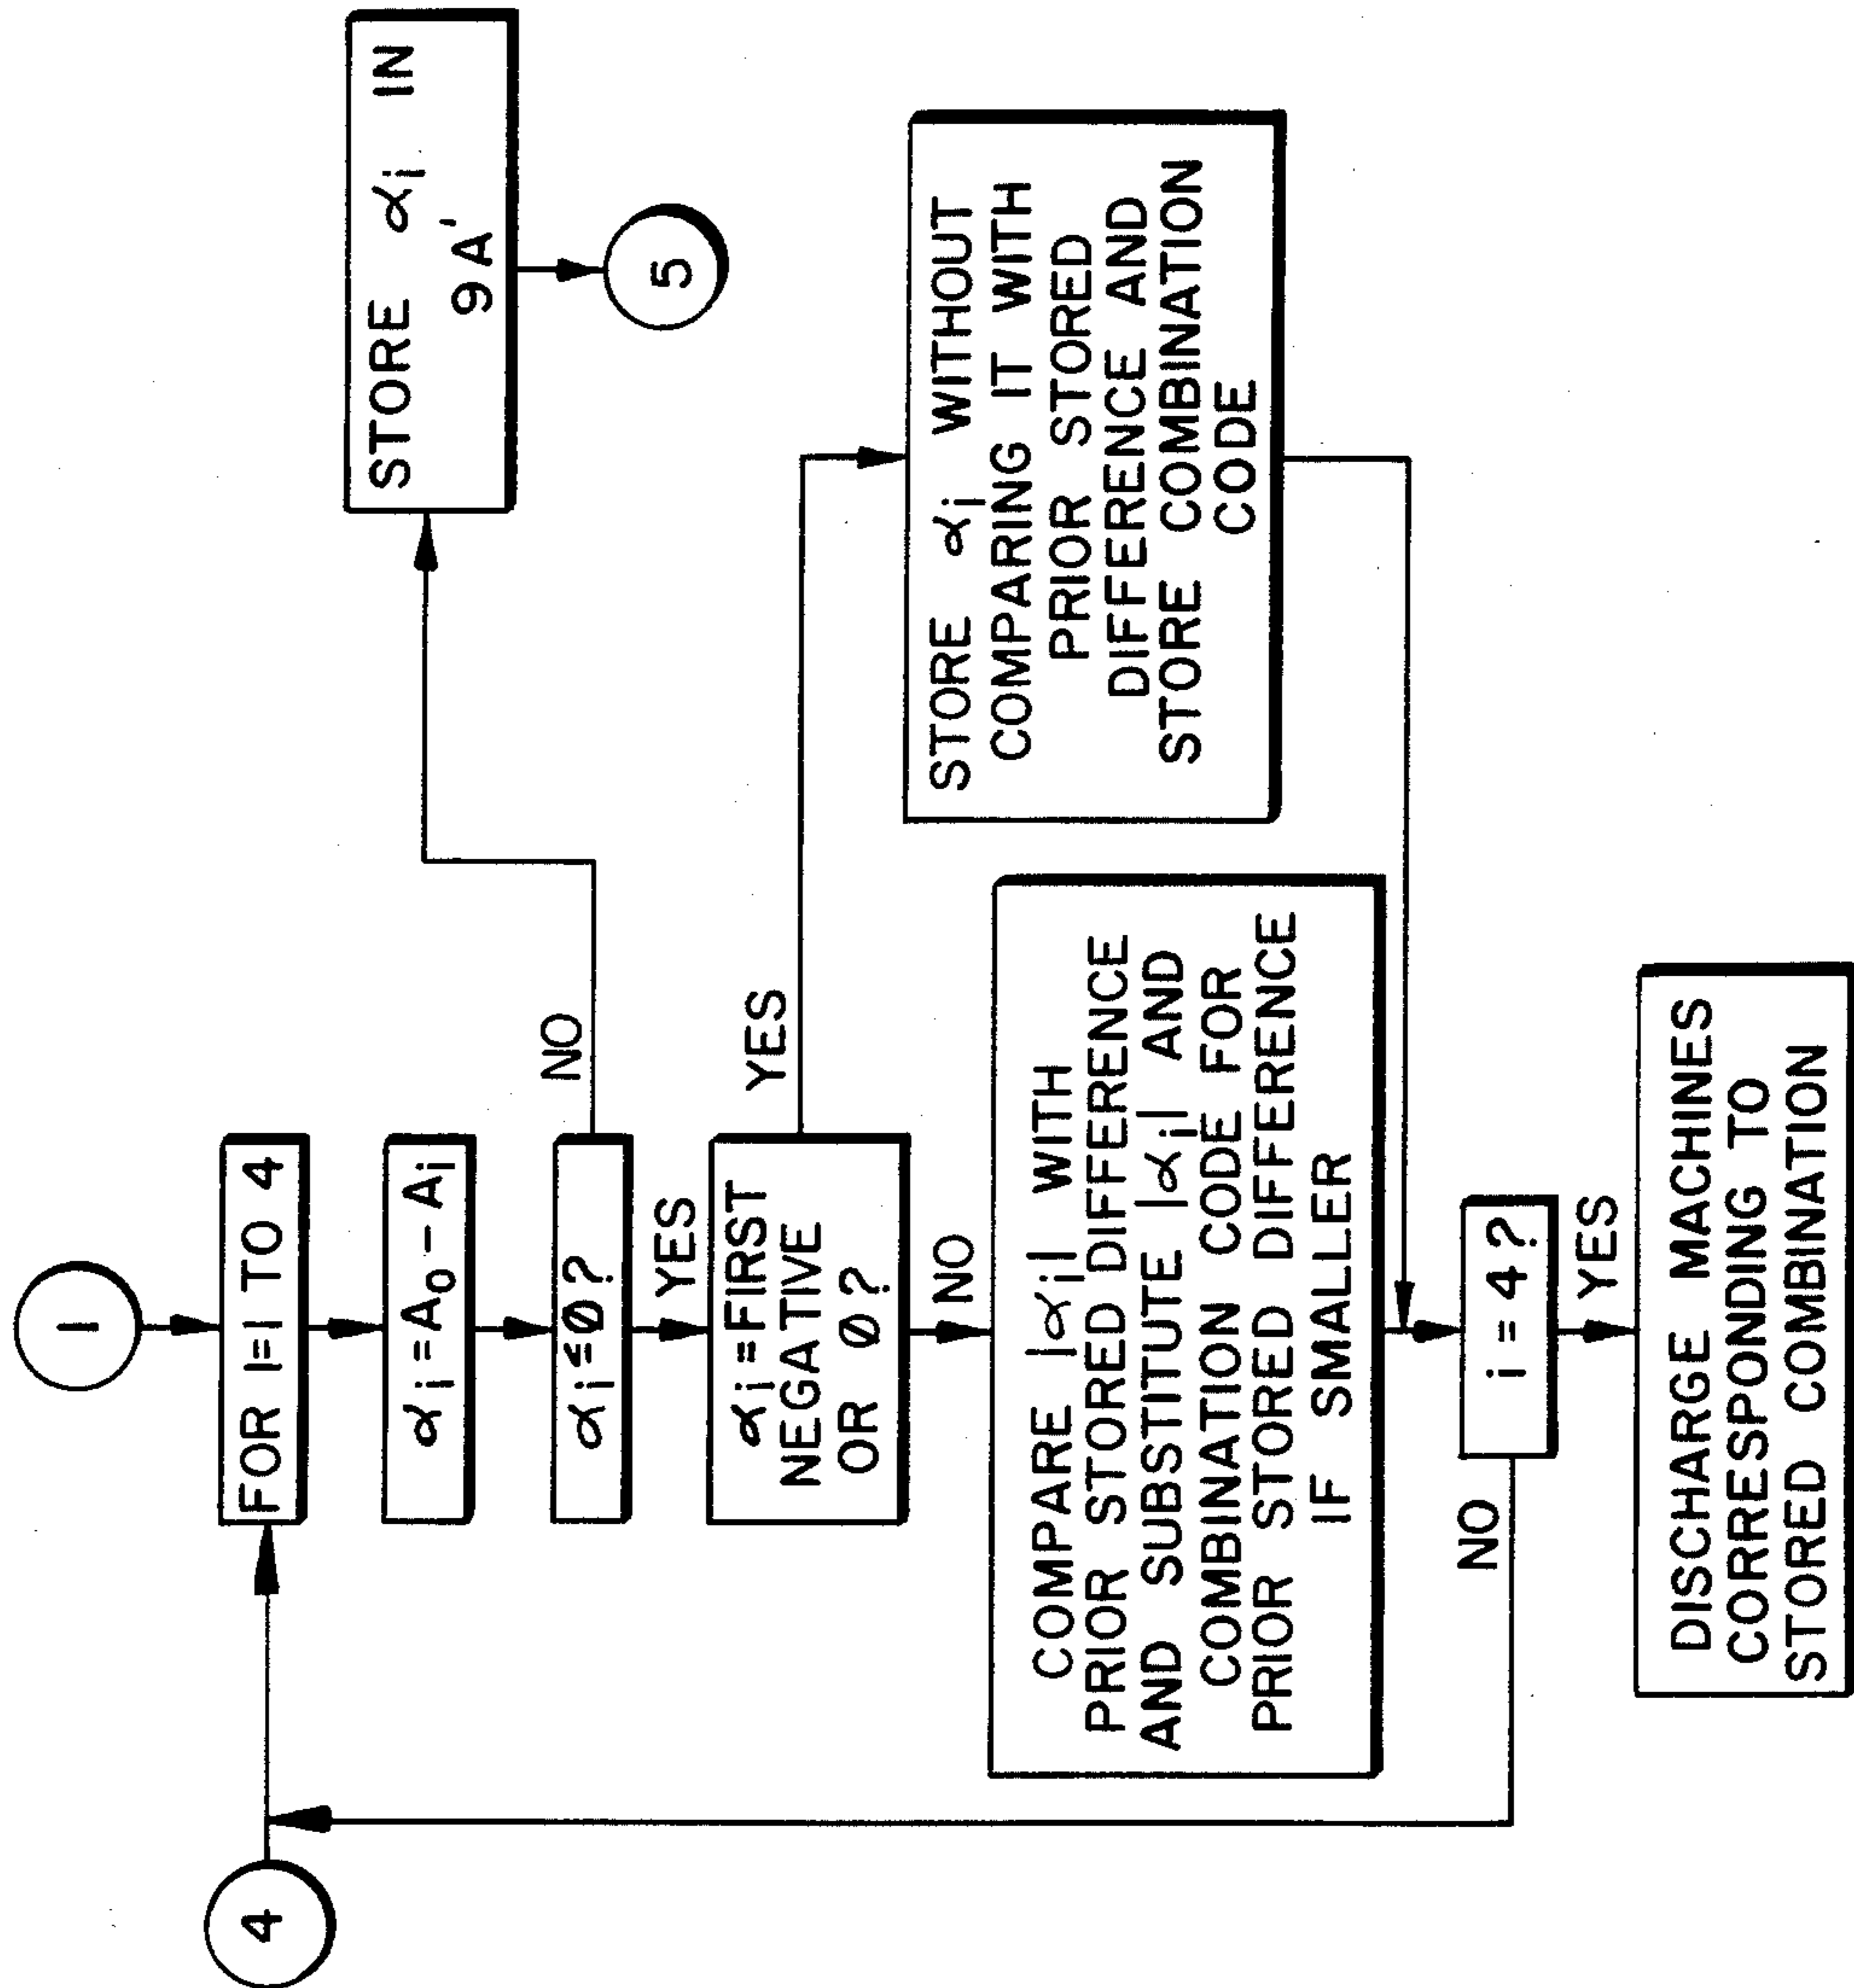 1
4
FOR I=1 TO 4
αi=A0-Ai
αi≤0?
NO
STORE αi IN
9A'
5
YES
αi=FIRST
NEGATIVE
OR 0?
YES
STORE αi WITHOUT
COMPARING IT WITH
PRIOR STORED
DIFFERENCE AND
STORE COMBINATION
CODE
NO
COMPARE |αi| WITH
PRIOR STORED DIFFERENCE
AND SUBSTITUTE |αi| AND
COMBINATION CODE FOR
PRIOR STORED DIFFERENCE
IF SMALLER
i=4?
NO
YES
DISCHARGE MACHINES
CORRESPONDING TO
STORED COMBINATION